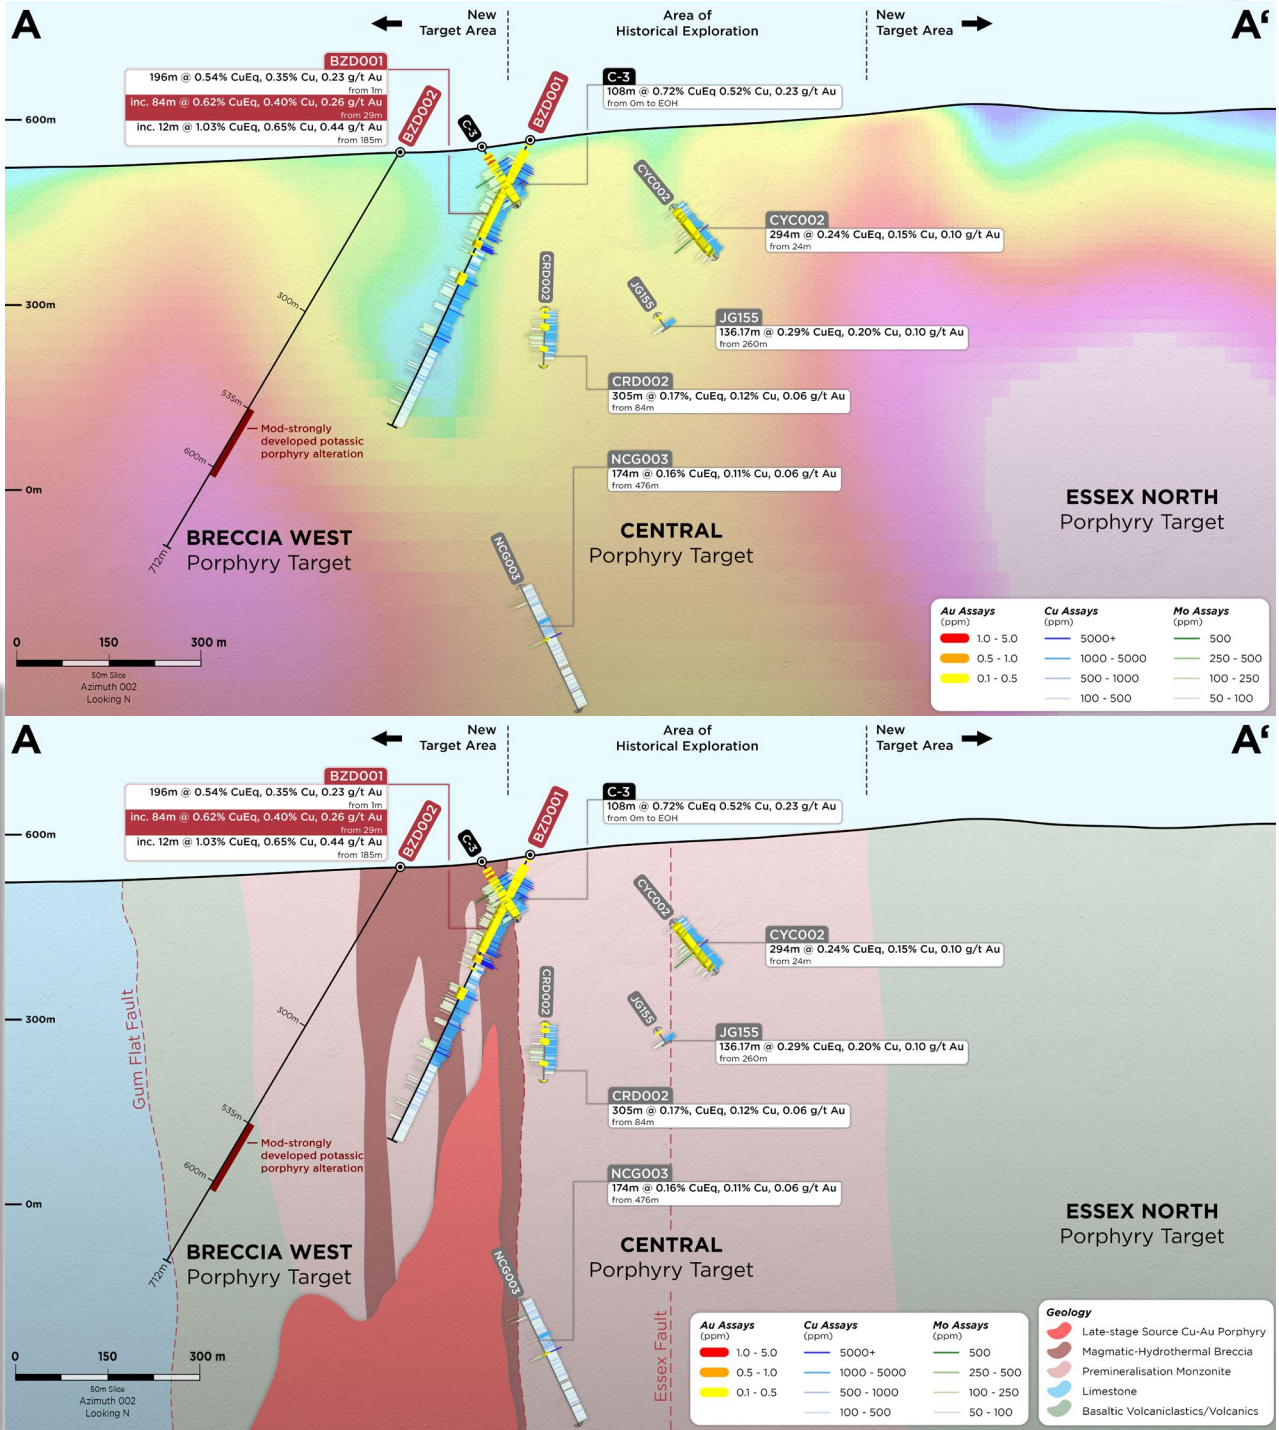 A
New
Target Area
Area of
Historical Exploration
New
Target Area
A‘
BZD001
196m @ 0.54% CuEq, 0.35% Cu, 0.23 g/t Au
from 1m
inc. 84m @ 0.62% CuEq, 0.40% Cu, 0.26 g/t Au
from 29m
inc. 12m @ 1.03% CuEq, 0.65% Cu, 0.44 g/t Au
from 185m
BZD002
C-3
BZD001
C-3
108m @ 0.72% CuEq 0.52% Cu, 0.23 g/t Au
from 0m to EOH
600m
CYC002
CYC002
294m @ 0.24% CuEq, 0.15% Cu, 0.10 g/t Au
from 24m
300m
300m
CRD002
JG155
JG155
136.17m @ 0.29% CuEq, 0.20% Cu, 0.10 g/t Au
from 260m
CRD002
305m @ 0.17%, CuEq, 0.12% Cu, 0.06 g/t Au
from 84m
535m
Mod-strongly
developed potassic
porphyry alteration
600m
NCG003
174m @ 0.16% CuEq, 0.11% Cu, 0.06 g/t Au
from 476m
0m
712m
BRECCIA WEST
Porphyry Target
NCG003
CENTRAL
Porphyry Target
ESSEX NORTH
Porphyry Target
0 150 300 m
50m Slice
Azimuth 002
Looking N
Au Assays Cu Assays Mo Assays
(ppm) (ppm) (ppm)
1.0 - 5.0 5000+ 500
0.5 - 1.0 1000 - 5000 250 - 500
0.1 - 0.5 500 - 1000 100 - 250
100 - 500 50 - 100
A
New
Target Area
Area of
Historical Exploration
New
Target Area
A‘
BZD001
196m @ 0.54% CuEq, 0.35% Cu, 0.23 g/t Au
from 1m
inc. 84m @ 0.62% CuEq, 0.40% Cu, 0.26 g/t Au
from 29m
inc. 12m @ 1.03% CuEq, 0.65% Cu, 0.44 g/t Au
from 185m
BZD002
C-3
BZD001
C-3
108m @ 0.72% CuEq 0.52% Cu, 0.23 g/t Au
from 0m to EOH
600m
CYC002
CYC002
294m @ 0.24% CuEq, 0.15% Cu, 0.10 g/t Au
from 24m
300m
300m
Gum Flat Fault
CRD002
JG155
JG155
136.17m @ 0.29% CuEq, 0.20% Cu, 0.10 g/t Au
from 260m
CRD002
305m @ 0.17%, CuEq, 0.12% Cu, 0.06 g/t Au
from 84m
535m
Mod-strongly
developed potassic
porphyry alteration
600m
NCG003
174m @ 0.16% CuEq, 0.11% Cu, 0.06 g/t Au
from 476m
0m
712m
BRECCIA WEST
Porphyry Target
NCG003
CENTRAL
Porphyry Target
ESSEX NORTH
Porphyry Target
Essex Fault
0 150 300 m
50m Slice
Azimuth 002
Looking N
Au Assays Cu Assays Mo Assays
(ppm) (ppm) (ppm)
1.0 - 5.0 5000+ 500
0.5 - 1.0 1000 - 5000 250 - 500
0.1 - 0.5 500 - 1000 100 - 250
100 - 500 50 - 100
Geology
Late-stage Source Cu-Au Porphyry
Magmatic-Hydrothermal Breccia
Premineralisation Monzonite
Limestone
Basaltic Volcaniclastics/Volcanics